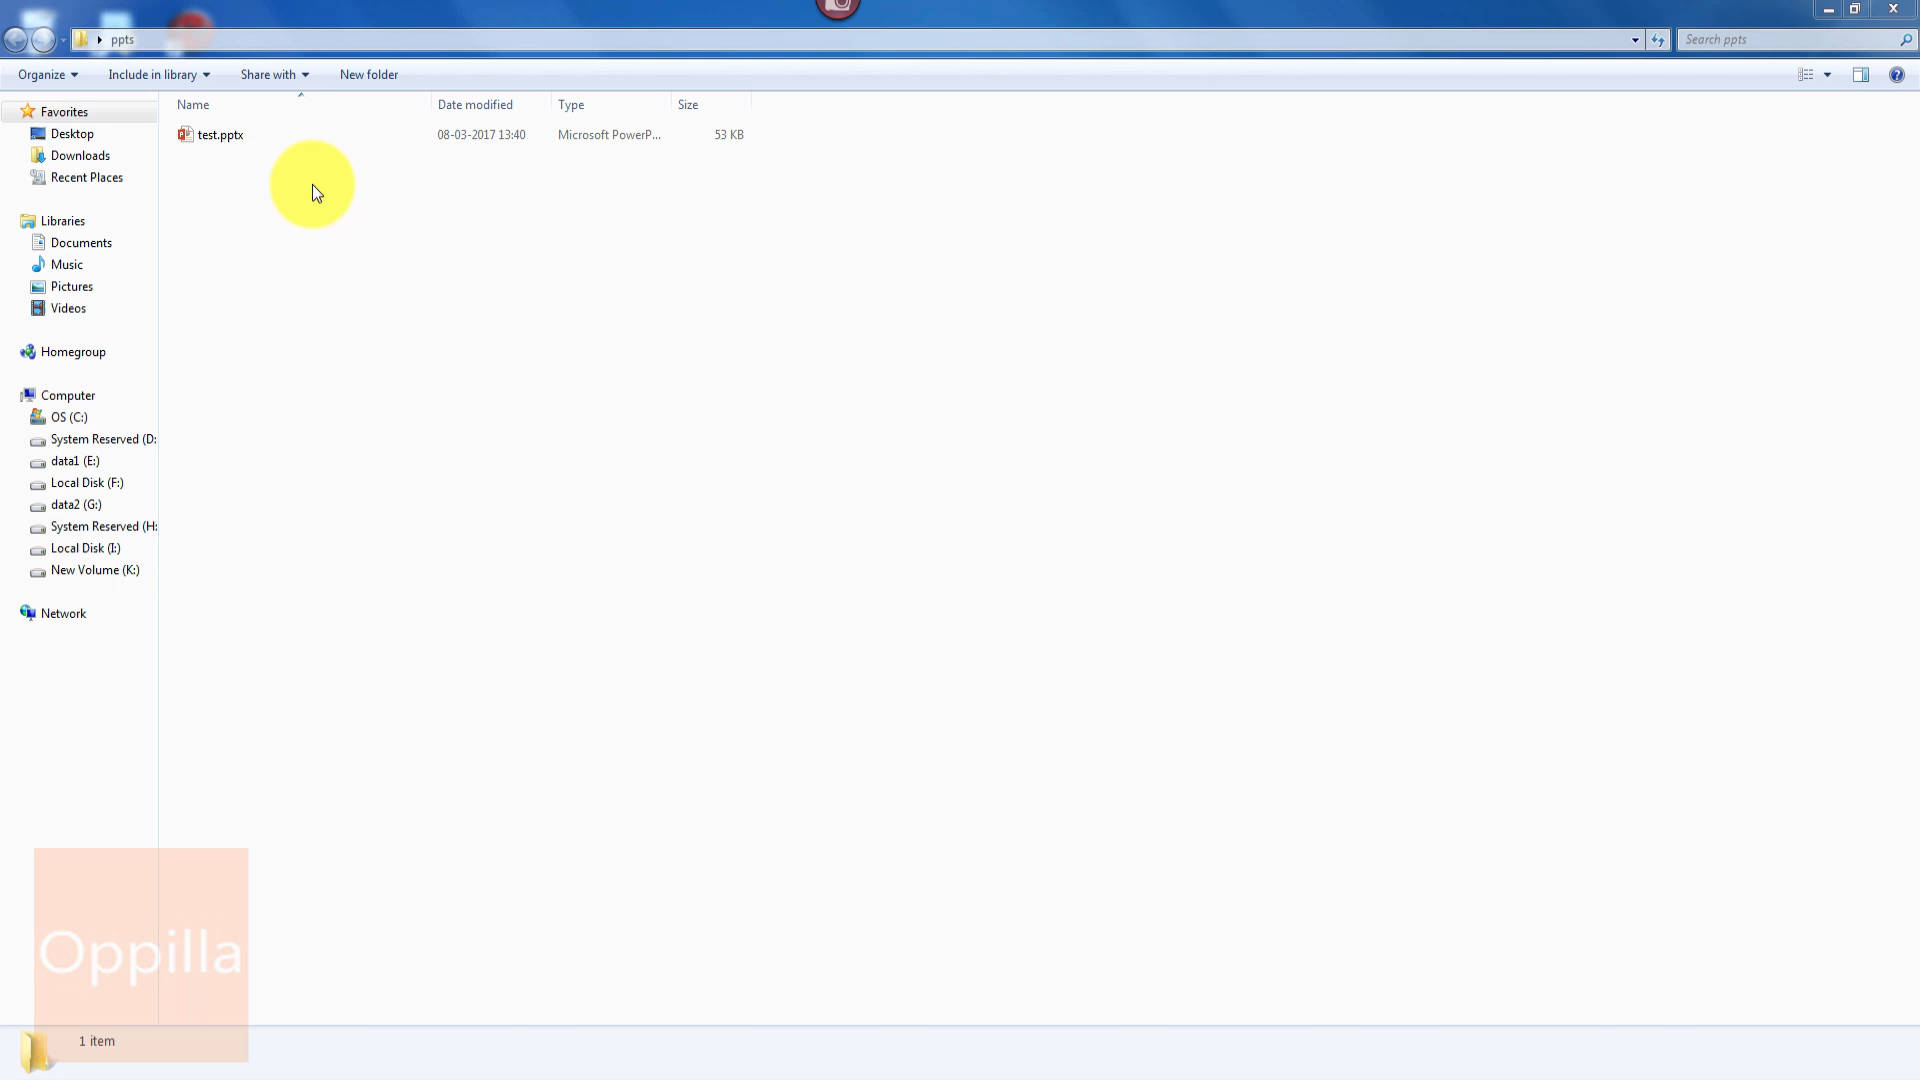 ppts
Search ppts
Organize Include in library Share with New folder
Name Date modified Type Size
test.pptx 08-03-2017 13:40 Microsoft PowerP... 53 KB
Favorites
Desktop
Downloads
Recent Places
Libraries
Documents
Music
Pictures
Videos
Homegroup
Computer
OS (C:)
System Reserved (D:
data1 (E:)
Local Disk (F:)
data2 (G:)
System Reserved (H:
Local Disk (I:)
New Volume (K:)
Network
Oppilla
1 item